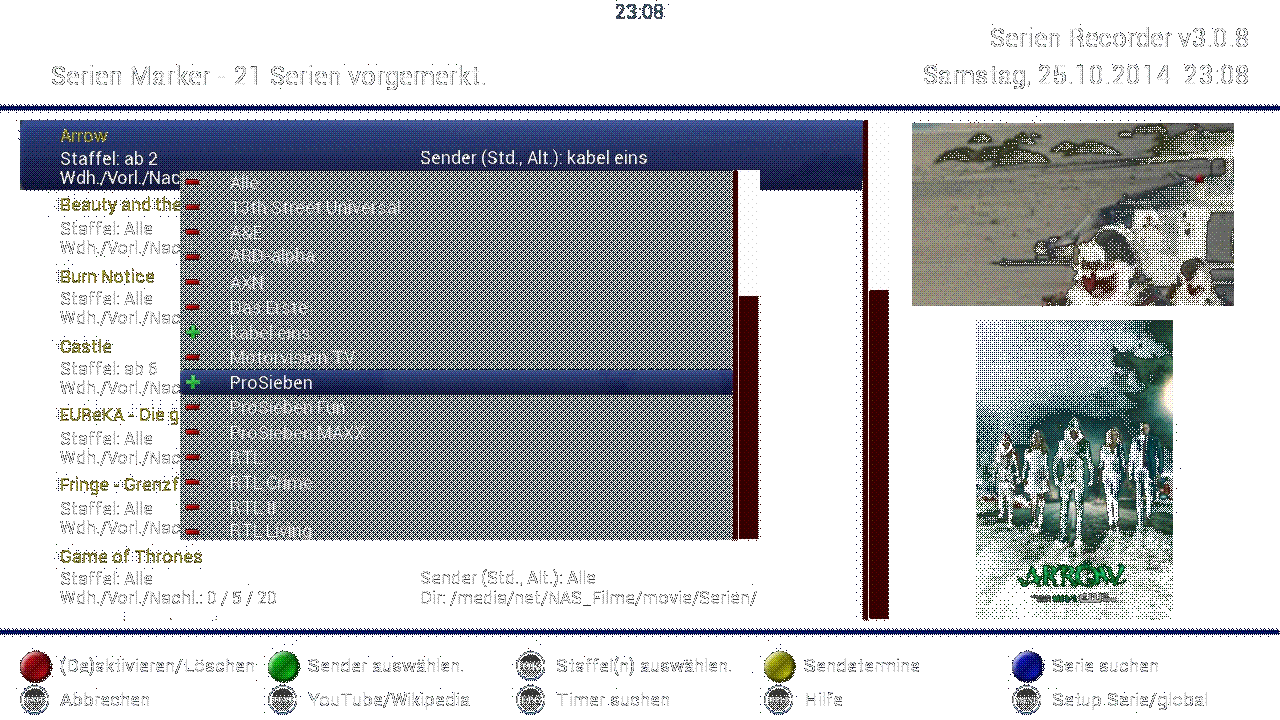 23:08
Serien Recorder v3.0.8
Serien Marker - 21 Serien vorgemerkt.
Samstag, 25.10.2014 23:08
Arrow
Staffel: ab 2
Sender (Std., Alt.): kabel eins
Wdh./Vorl./Nac
Alle
13th Street Universal
Beauty and the
Staffel: Alle
A&E
Wdh./Vorl./Nac
ARD-alpha
Burn Notice
AXN
Staffel: Alle
Das Erste
Wdh./Vorl./Nac
kabel eins
Castle
Motorvision TV
Staffel: ab 6
Wdh./Vorl./Nac
ProSieben
EUReKA - Die g
ProSieben Fun
Staffel: Alle
ProSieben MAXX
Wdh./Vorl./Nac
RTL
Fringe - Grenzf
RTL Crime
Staffel: Alle
RTL II
Wdh./Vorl./Nac
RTL Living
Game of Thrones
Staffel: Alle
Sender (Std., Alt.): Alle
Wdh./Vorl./Nachl.: 0 / 5 / 20
Dir: /media/net/NAS_Filme/movie/Serien/
ARROW
(De)aktivieren/Löschen
Sender auswählen.
Staffel(n) auswählen.
Sendetermine
Serie suchen
Abbrechen
YouTube/Wikipedia
Timer suchen
Hilfe
Setup Serie/global